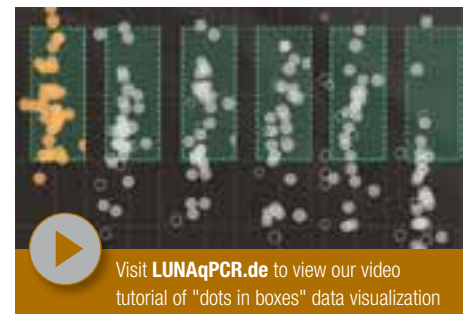 Visit LUNAqPCR.de to view our video
tutorial of "dots in boxes" data visualization